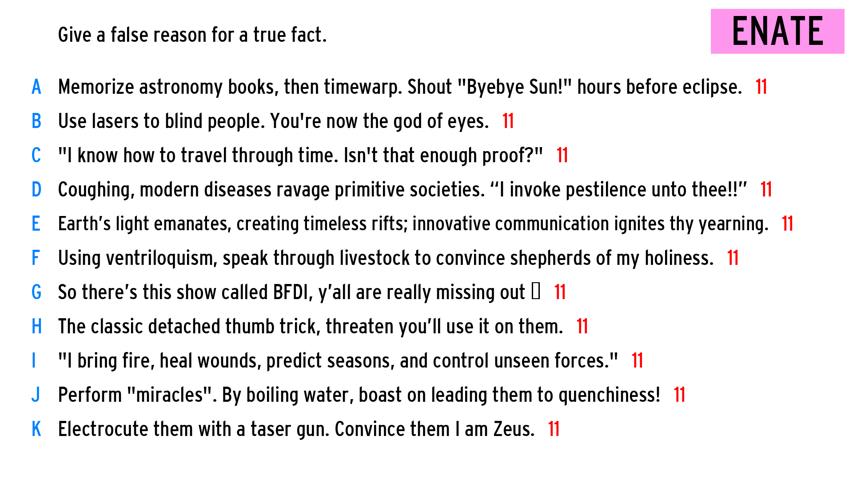 Give a false reason for a true fact.
ENATE
A Memorize astronomy books, then timewarp. Shout "Byebye Sun!" hours before eclipse. 11
B Use lasers to blind people. You're now the god of eyes. 11
C "I know how to travel through time. Isn't that enough proof?" 11
D Coughing, modern diseases ravage primitive societies. “I invoke pestilence unto thee!!” 11
E Earth’s light emanates, creating timeless rifts; innovative communication ignites thy yearning. 11
F Using ventriloquism, speak through livestock to convince shepherds of my holiness. 11
G So there’s this show called BFDI, y’all are really missing out ▯ 11
H The classic detached thumb trick, threaten you’ll use it on them. 11
I "I bring fire, heal wounds, predict seasons, and control unseen forces." 11
J Perform "miracles". By boiling water, boast on leading them to quenchiness! 11
K Electrocute them with a taser gun. Convince them I am Zeus. 11